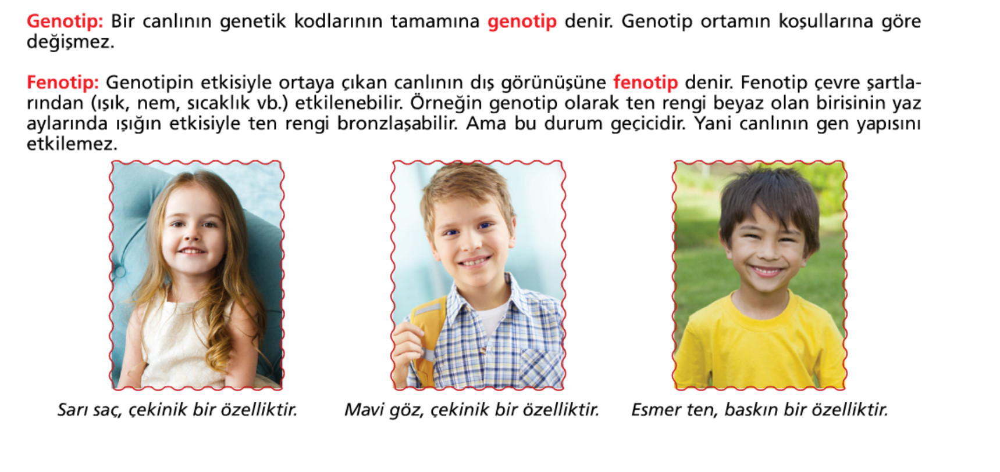 Genotip: Bir canlının genetik kodlarının tamamına genotip denir. Genotip ortamın koşullarına göre
değişmez.
Fenotip: Genotipin etkisiyle ortaya çıkan canlının dış görünüşüne fenotip denir. Fenotip çevre şartla-
rından (ışık, nem, sıcaklık vb.) etkilenebilir. Örneğin genotip olarak ten rengi beyaz olan birisinin yaz
aylarında ışığın etkisiyle ten rengi bronzlaşabilir. Ama bu durum geçicidir. Yani canlının gen yapısını
etkilemez.
Sarı saç, çekinik bir özelliktir.
Mavi göz, çekinik bir özelliktir.
Esmer ten, baskın bir özelliktir.